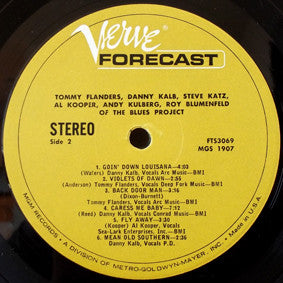 Verve
FORECAST
TOMMY FLANDERS, DANNY KALB, STEVE KATZ,
AL KOOPER, ANDY KULBERG, ROY BLUMENFELD
OF THE BLUES PROJECT
STEREO
Side 2
FTS3069
MGS 1907
1. GOIN' DOWN LOUISANA—4:03
(Waters) Danny Kalb, Vocals Arc Music—BMI
2. VIOLETS OF DAWN—2:55
(Anderson) Tommy Flanders, Vocals Deep Fork Music—BMI
3. BACK DOOR MAN—3:16
(Dixon-Burnett)
Tommy Flanders, Vocals Arc Music—BMI
4. CARESS ME BABY—7:12
(Reed) Danny Kalb, Vocals Conrad Music—BMI
5. FLY AWAY—3:30
(Kooper) Al Kooper, Vocals
Sea-Lark Enterprises, Inc.—BMI
6. MEAN OLD SOUTHERN—2:36
Danny Kalb, Vocals P.D.
MGM RECORDS • A DIVISION OF METRO-GOLDWYN-MAYER, INC. • Made in U.S.A.